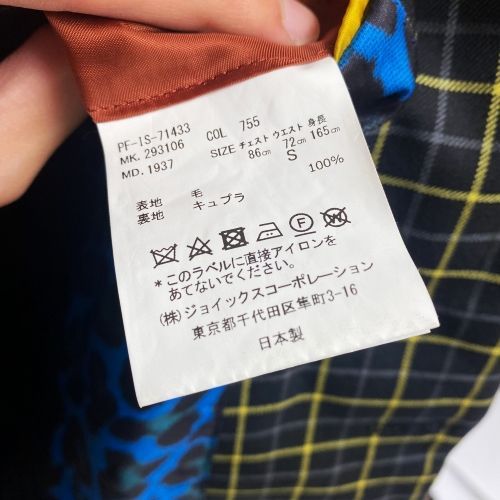 PF-IS-71433
MK. 293106 COL 755
MD. 1937 SIZE チェスト ウエスト 身長
86㎝ 72㎝ 165㎝
S
表地 毛 100%
裏地 キュプラ
*このラベルに直接アイロンを
あてないでください。
(株)ジョイックスコーポレーション
東京都千代田区隼町3-16
日本製